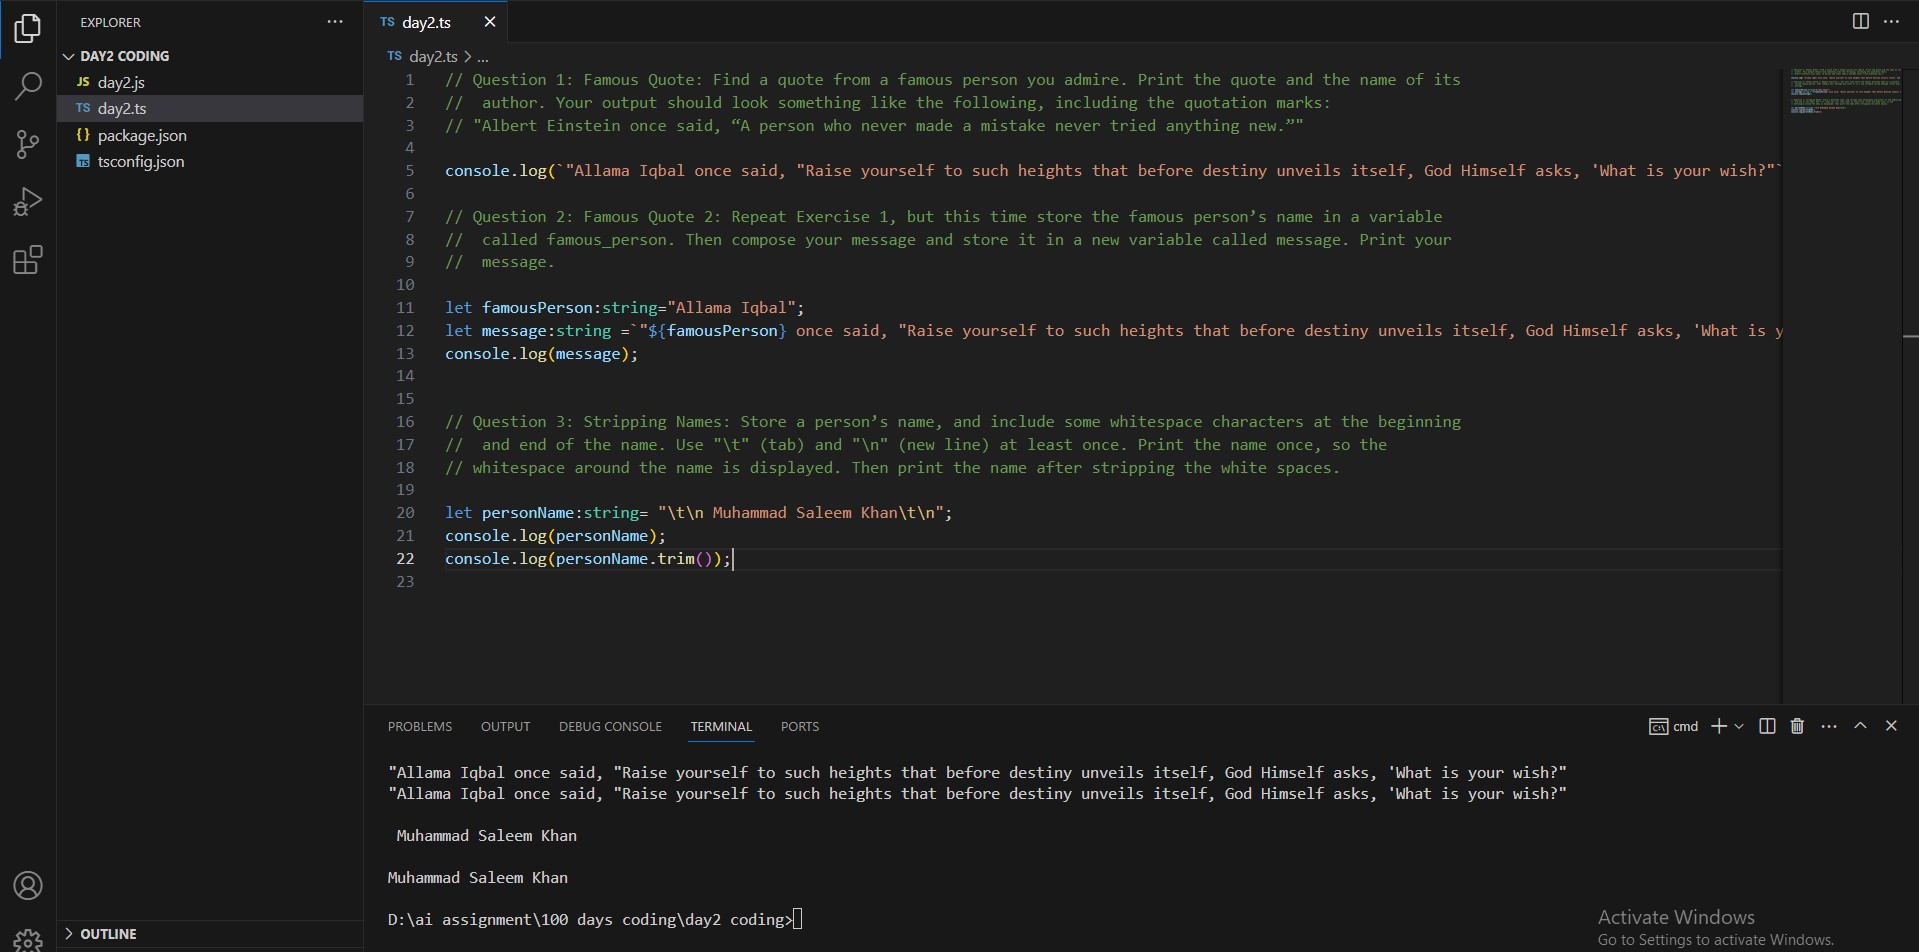 EXPLORER
DAY2 CODING
JS day2.js
TS day2.ts
{} package.json
TS tsconfig.json
OUTLINE
TS day2.ts
TS day2.ts > ...
1 // Question 1: Famous Quote: Find a quote from a famous person you admire. Print the quote and the name of its
2 //  author. Your output should look something like the following, including the quotation marks:
3 // "Albert Einstein once said, “A person who never made a mistake never tried anything new.”"
4
5 console.log(`"Allama Iqbal once said, "Raise yourself to such heights that before destiny unveils itself, God Himself asks, 'What is your wish?"`
6
7 // Question 2: Famous Quote 2: Repeat Exercise 1, but this time store the famous person’s name in a variable
8 //  called famous_person. Then compose your message and store it in a new variable called message. Print your
9 //  message.
10
11 let famousPerson:string="Allama Iqbal";
12 let message:string =`"${famousPerson} once said, "Raise yourself to such heights that before destiny unveils itself, God Himself asks, 'What is y
13 console.log(message);
14
15
16 // Question 3: Stripping Names: Store a person’s name, and include some whitespace characters at the beginning
17 //  and end of the name. Use "\t" (tab) and "\n" (new line) at least once. Print the name once, so the
18 // whitespace around the name is displayed. Then print the name after stripping the white spaces.
19
20 let personName:string= "\t\n Muhammad Saleem Khan\t\n";
21 console.log(personName);
22 console.log(personName.trim());
23
PROBLEMS OUTPUT DEBUG CONSOLE TERMINAL PORTS
cmd
"Allama Iqbal once said, "Raise yourself to such heights that before destiny unveils itself, God Himself asks, 'What is your wish?"
"Allama Iqbal once said, "Raise yourself to such heights that before destiny unveils itself, God Himself asks, 'What is your wish?"
Muhammad Saleem Khan
Muhammad Saleem Khan
D:\ai assignment\100 days coding\day2 coding>
Activate Windows
Go to Settings to activate Windows.